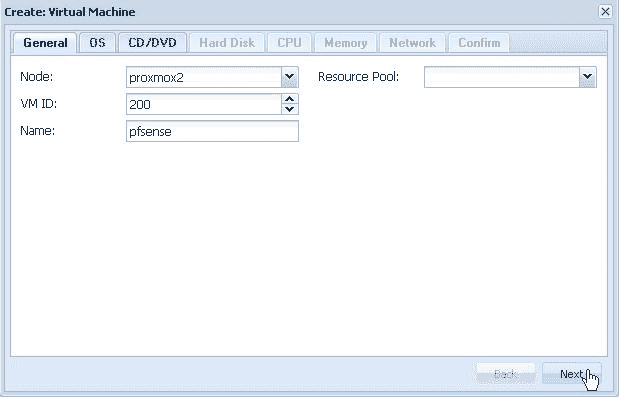 Create: Virtual Machine
General OS CD/DVD Hard Disk CPU Memory Network Confirm
Node: proxmox2 Resource Pool:
VM ID: 200
Name: pfsense
Back Next